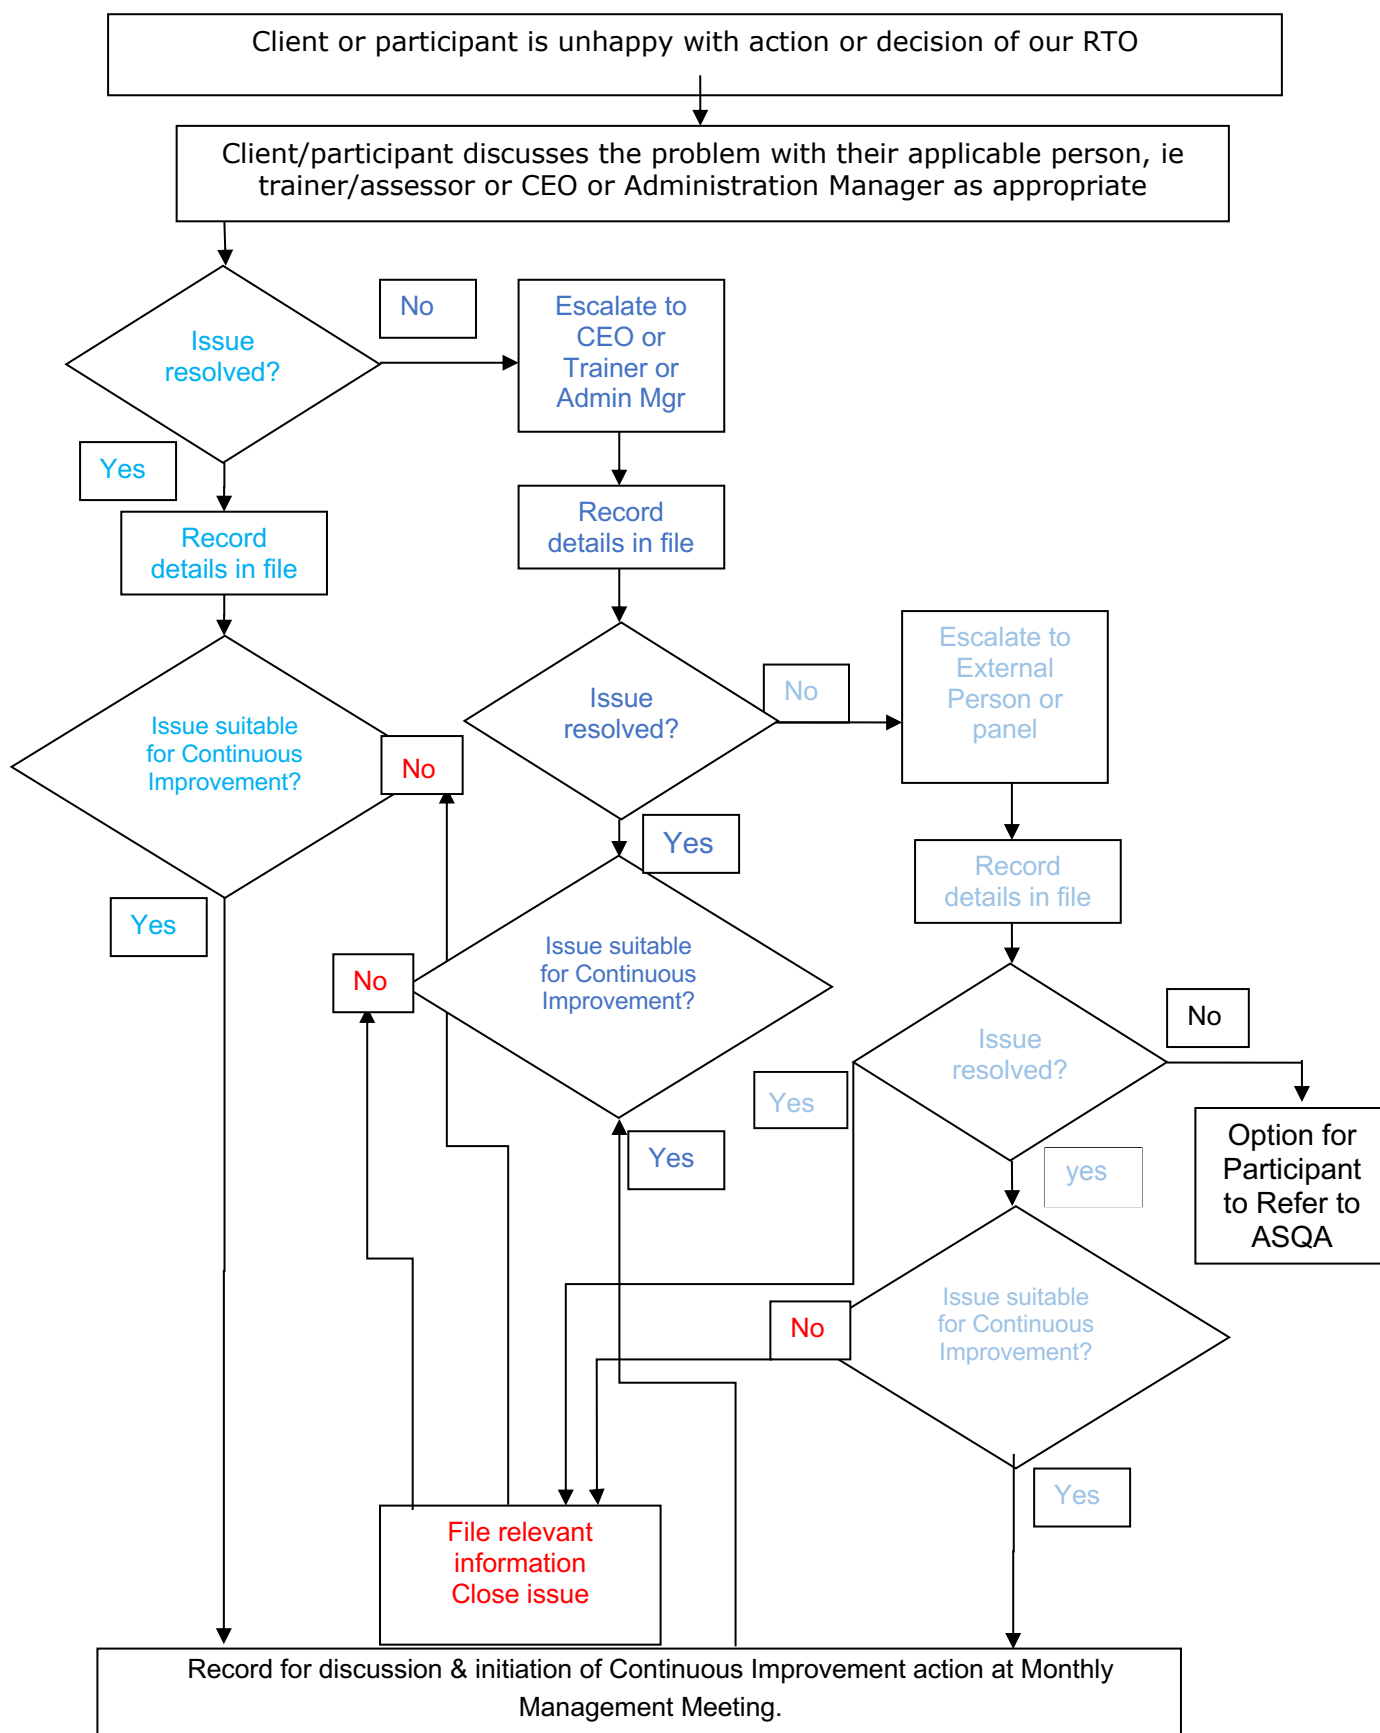 Client or participant is unhappy with action or decision of our RTO
Client/participant discusses the problem with their applicable person, ie
trainer/assessor or CEO or Administration Manager as appropriate
Issue
resolved?
No
Escalate to
CEO or
Trainer or
Admin Mgr
Yes
Record
details in file
Record
details in file
Issue suitable
for Continuous
Improvement?
No
Issue
resolved?
No
Escalate to
External
Person or
panel
Yes
Yes
Record
details in file
Issue suitable
for Continuous
Improvement?
No
Issue
resolved?
No
Yes
Yes
yes
Option for
Participant
to Refer to
ASQA
Issue suitable
for Continuous
Improvement?
No
Yes
File relevant
information
Close issue
Record for discussion & initiation of Continuous Improvement action at Monthly
Management Meeting.